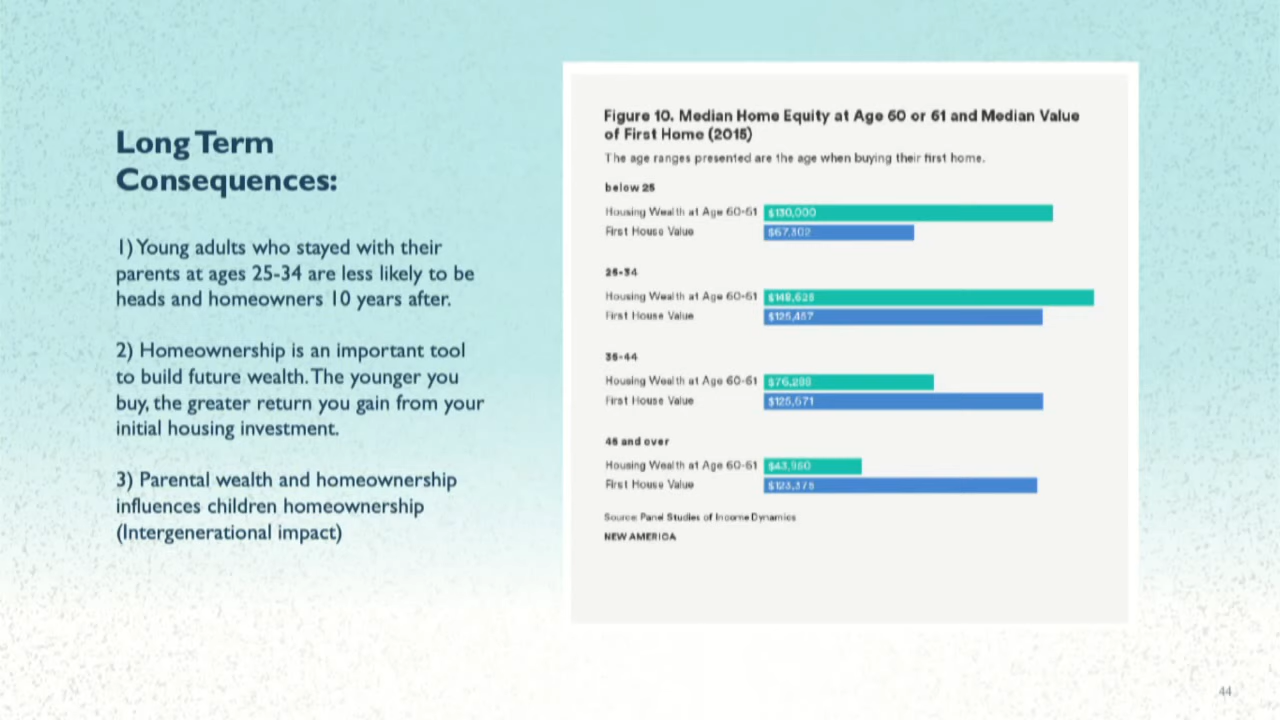 Long Term
Consequences:
1) Young adults who stayed with their
parents at ages 25-34 are less likely to be
heads and homeowners 10 years after.
2) Homeownership is an important tool
to build future wealth. The younger you
buy, the greater return you gain from your
initial housing investment.
3) Parental wealth and homeownership
influences children homeownership
(Intergenerational impact)
Figure 10. Median Home Equity at Age 60 or 61 and Median Value
of First Home (2015)
The age ranges presented are the age when buying their first home.
below 25
Housing Wealth at Age 60-61 $130,000
First House Value $67,302
25-34
Housing Wealth at Age 60-61
First House Value $125,457
35-44
Housing Wealth at Age 60-61
First House Value $125,671
45 and over
Housing Wealth at Age 60-61
First House Value
Source: Panel Studies of Income Dynamics
NEW AMERICA
44